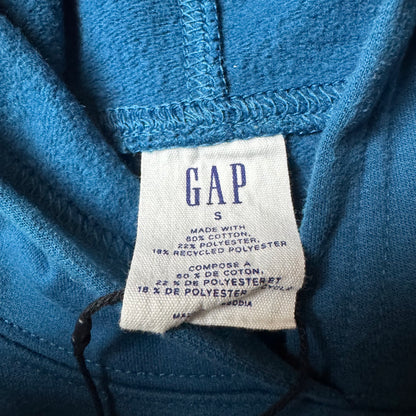 GAP
S
MADE WITH
60% COTTON,
22% POLYESTER,
18% RECYCLED POLYESTER
COMPOSÉ À
60 % DE COTON,
22 % DE POLYESTER ET
18 % DE POLYESTER